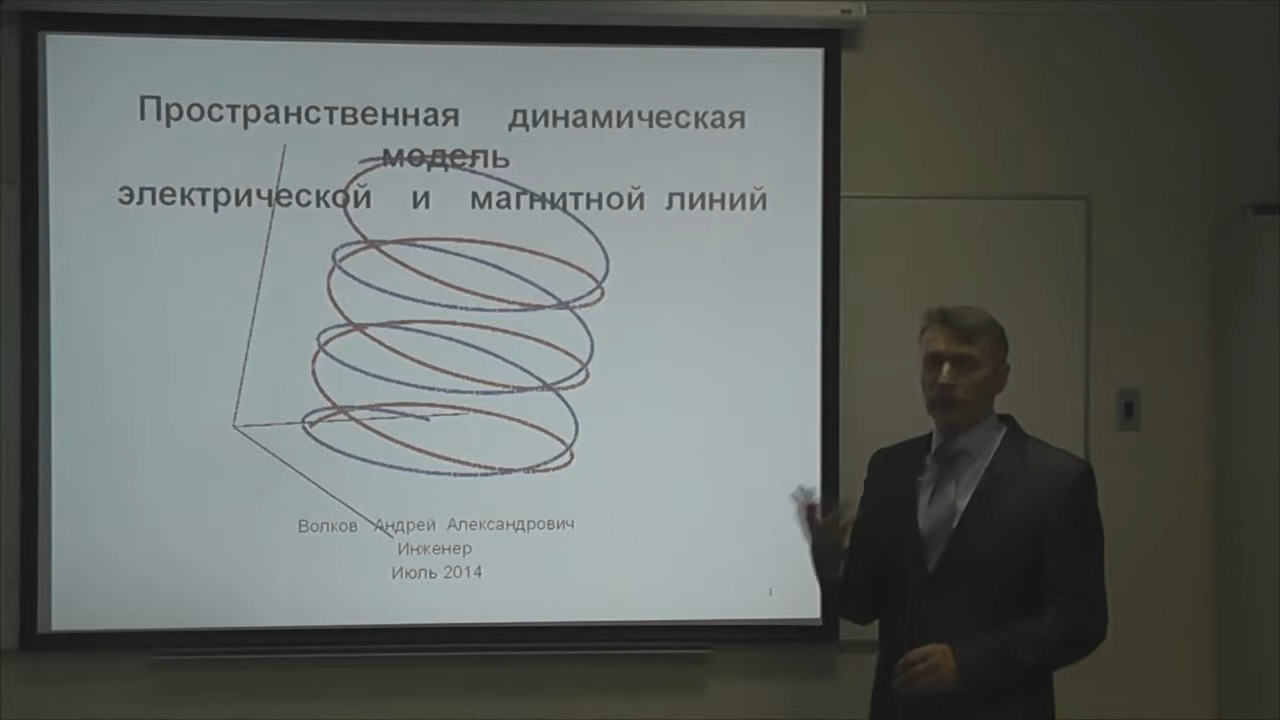 Пространственная динамическая
модель
электрической и магнитной линий
Волков Андрей Александрович
Инженер
Июль 2014
1